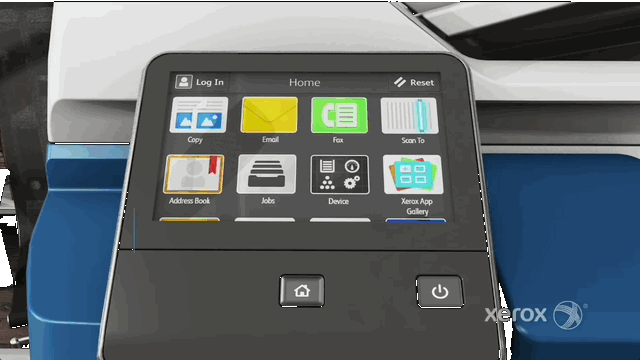 Log In
Home
Reset
Copy
Email
Fax
Scan To
Address Book
Jobs
Device
Xerox App
Gallery
xerox